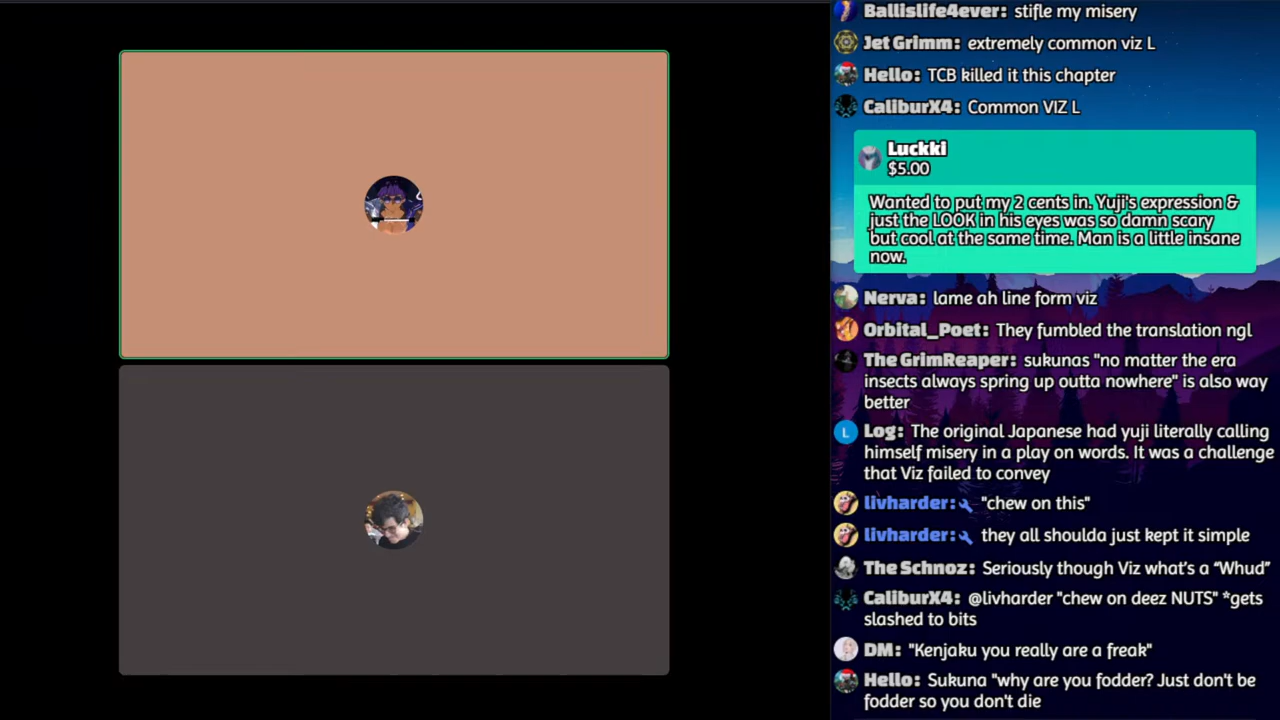 Ballislife4ever: stifle my misery
Jet Grimm: extremely common viz L
Hello: TCB killed it this chapter
CaliburX4: Common VIZ L
Luckki
$5.00
Wanted to put my 2 cents in. Yuji's expression &
just the LOOK in his eyes was so damn scary
but cool at the same time. Man is a little insane
now.
Nerva: lame ah line form viz
Orbital_Poet: They fumbled the translation ngl
The GrimReaper: sukunas "no matter the era
insects always spring up outta nowhere" is also way
better
L
Log: The original Japanese had yuji literally calling
himself misery in a play on words. It was a challenge
that Viz failed to convey
livharder: "chew on this"
livharder: they all shoulda just kept it simple
The Schnoz: Seriously though Viz what's a “Whud”
CaliburX4: @livharder "chew on deez NUTS" *gets
slashed to bits
DM: "Kenjaku you really are a freak"
Hello: Sukuna "why are you fodder? Just don't be
fodder so you don't die